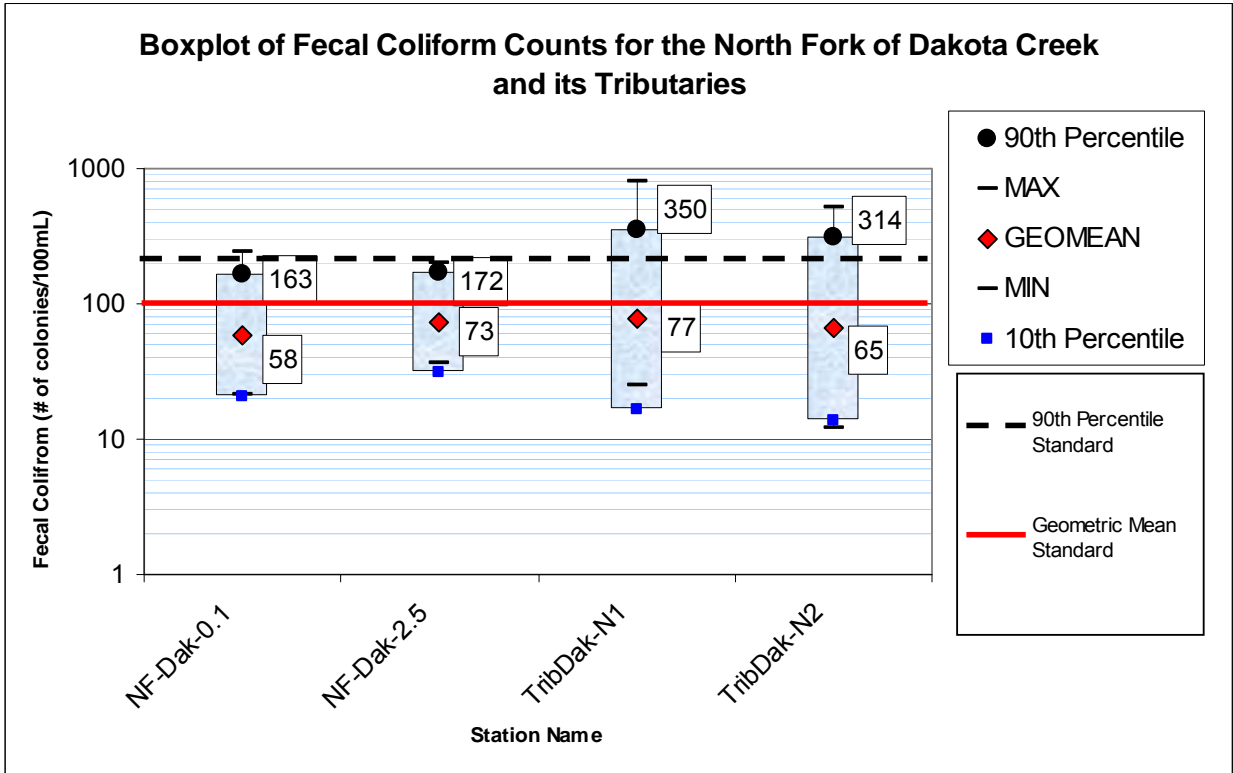 Boxplot of Fecal Coliform Counts for the North Fork of Dakota Creek
and its Tributaries
Fecal Colifrom (# of colonies/100mL)
1000
100
10
1
163
58
172
73
350
77
314
65
NF-Dak-0.1
NF-Dak-2.5
TribDak-N1
TribDak-N2
Station Name
90th Percentile
MAX
GEOMEAN
MIN
10th Percentile
90th Percentile
Standard
Geometric Mean
Standard